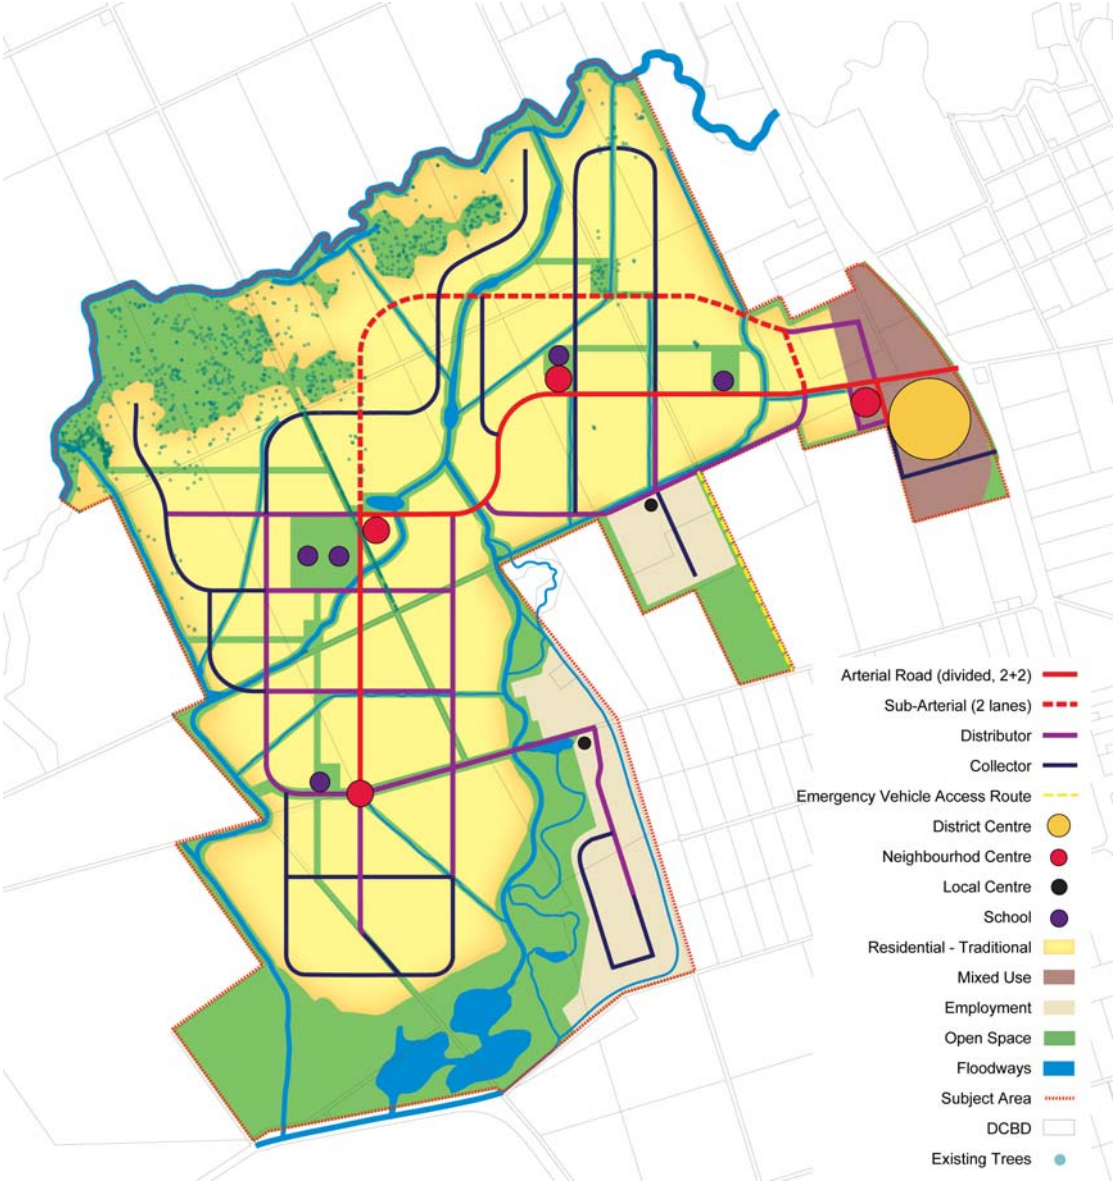 Arterial Road (divided, 2+2)
Sub-Arterial (2 lanes)
Distributor
Collector
Emergency Vehicle Access Route
District Centre
Neighbourhod Centre
Local Centre
School
Residential - Traditional
Mixed Use
Employment
Open Space
Floodways
Subject Area
DCBD
Existing Trees